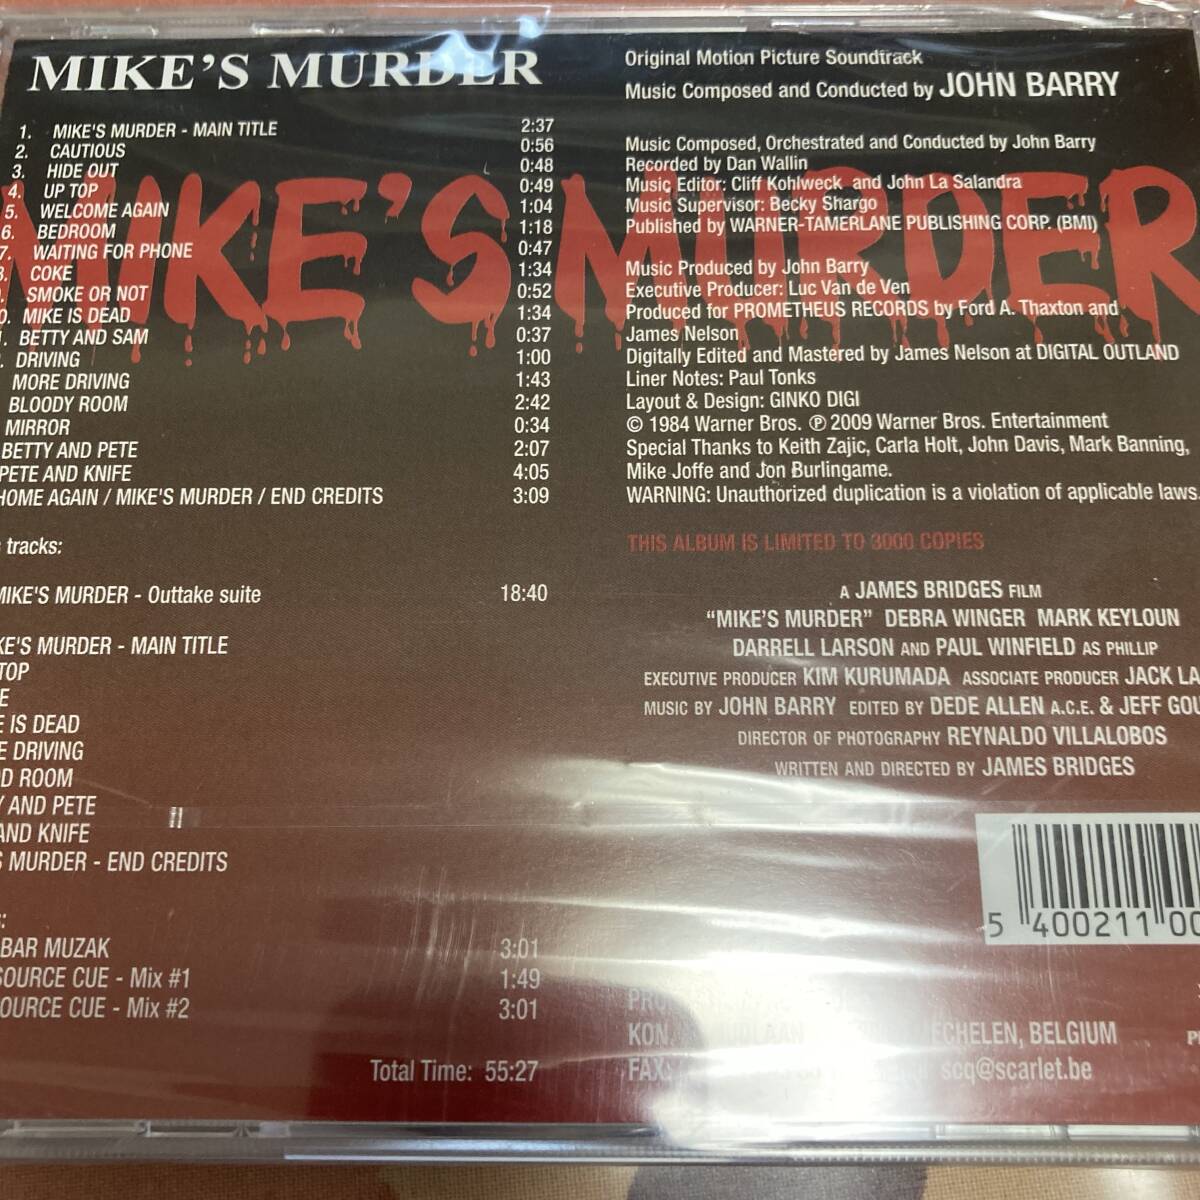 MIKE'S MURDER
1. MIKE'S MURDER - MAIN TITLE 2:37
2. CAUTIOUS 0:56
3. HIDE OUT 0:48
4. UP TOP 0:49
5. WELCOME AGAIN 1:04
6. BEDROOM 1:18
7. WAITING FOR PHONE 0:47
COKE 1:34
SMOKE OR NOT 0:52
0. MIKE IS DEAD 1:34
BETTY AND SAM 0:37
DRIVING 1:00
MORE DRIVING 1:43
BLOODY ROOM 2:42
MIRROR 0:34
BETTY AND PETE 2:07
PETE AND KNIFE 4:05
HOME AGAIN / MIKE'S MURDER / END CREDITS 3:09
tracks:
MIKE'S MURDER - Outtake suite 18:40
KE'S MURDER - MAIN TITLE
TOP
E
E IS DEAD
E DRIVING
D ROOM
Y AND PETE
AND KNIFE
S MURDER - END CREDITS
BAR MUZAK 3:01
SOURCE CUE - Mix #1 1:49
OURCE CUE - Mix #2 3:01
Total Time: 55:27
Original Motion Picture Soundtrack
Music Composed and Conducted by JOHN BARRY
Music Composed, Orchestrated and Conducted by John Barry
Recorded by Dan Wallin
Music Editor: Cliff Kohlweck and John La Salandra
Music Supervisor: Becky Shargo
Published by WARNER-TAMERLANE PUBLISHING CORP. (BMI)
Music Produced by John Barry
Executive Producer: Luc Van de Ven
Produced for PROMETHEUS RECORDS by Ford A. Thaxton and
James Nelson
Digitally Edited and Mastered by James Nelson at DIGITAL OUTLAND
Liner Notes: Paul Tonks
Layout & Design: GINKO DIGI
© 1984 Warner Bros. ℗ 2009 Warner Bros. Entertainment
Special Thanks to Keith Zajic, Carla Holt, John Davis, Mark Banning,
Mike Joffe and Jon Burlingame.
WARNING: Unauthorized duplication is a violation of applicable laws.
THIS ALBUM IS LIMITED TO 3000 COPIES
A JAMES BRIDGES FILM
"MIKE'S MURDER" DEBRA WINGER MARK KEYLOUN
DARRELL LARSON AND PAUL WINFIELD AS PHILLIP
EXECUTIVE PRODUCER KIM KURUMADA ASSOCIATE PRODUCER JACK LA
MUSIC BY JOHN BARRY EDITED BY DEDE ALLEN A.C.E. & JEFF GOU
DIRECTOR OF PHOTOGRAPHY REYNALDO VILLALOBOS
WRITTEN AND DIRECTED BY JAMES BRIDGES
5 400211 00
ECHELEN, BELGIUM
FAX: scq@scarlet.be
MIKE'S MURDER